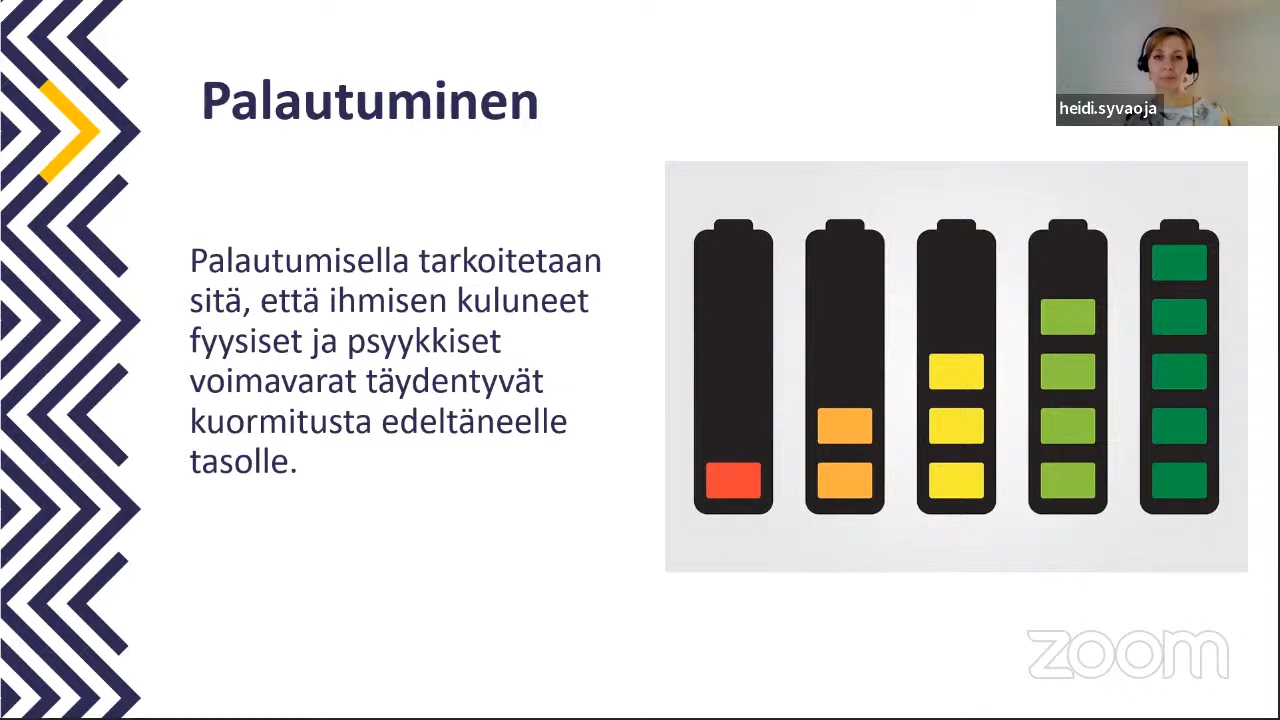 Palautuminen
heidi.syvaoja
Palautumisella tarkoitetaan
sitä, että ihmisen kuluneet
fyysiset ja psyykkiset
voimavarat täydentyvät
kuormitusta edeltäneelle
tasolle.
zoom